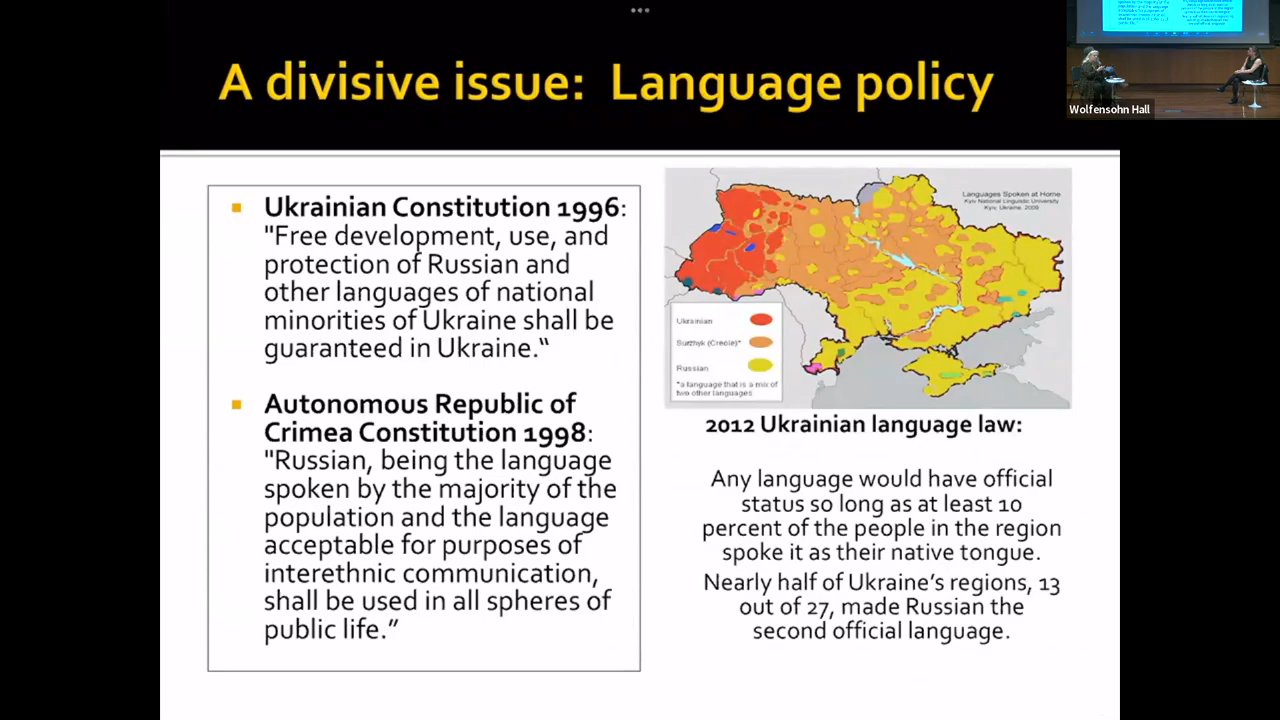 A divisive issue: Language policy
Wolfensohn Hall
▪ Ukrainian Constitution 1996:
"Free development, use, and
protection of Russian and
other languages of national
minorities of Ukraine shall be
guaranteed in Ukraine.“
▪ Autonomous Republic of
Crimea Constitution 1998:
"Russian, being the language
spoken by the majority of the
population and the language
acceptable for purposes of
interethnic communication,
shall be used in all spheres of
public life.”
Languages Spoken at Home
Kyiv National Linguistic University,
Kyiv, Ukraine, 2009
Ukrainian
Surzhyk (Creole)*
Russian
*a language that is a mix of
two other languages
2012 Ukrainian language law:
Any language would have official
status so long as at least 10
percent of the people in the region
spoke it as their native tongue.
Nearly half of Ukraine’s regions, 13
out of 27, made Russian the
second official language.